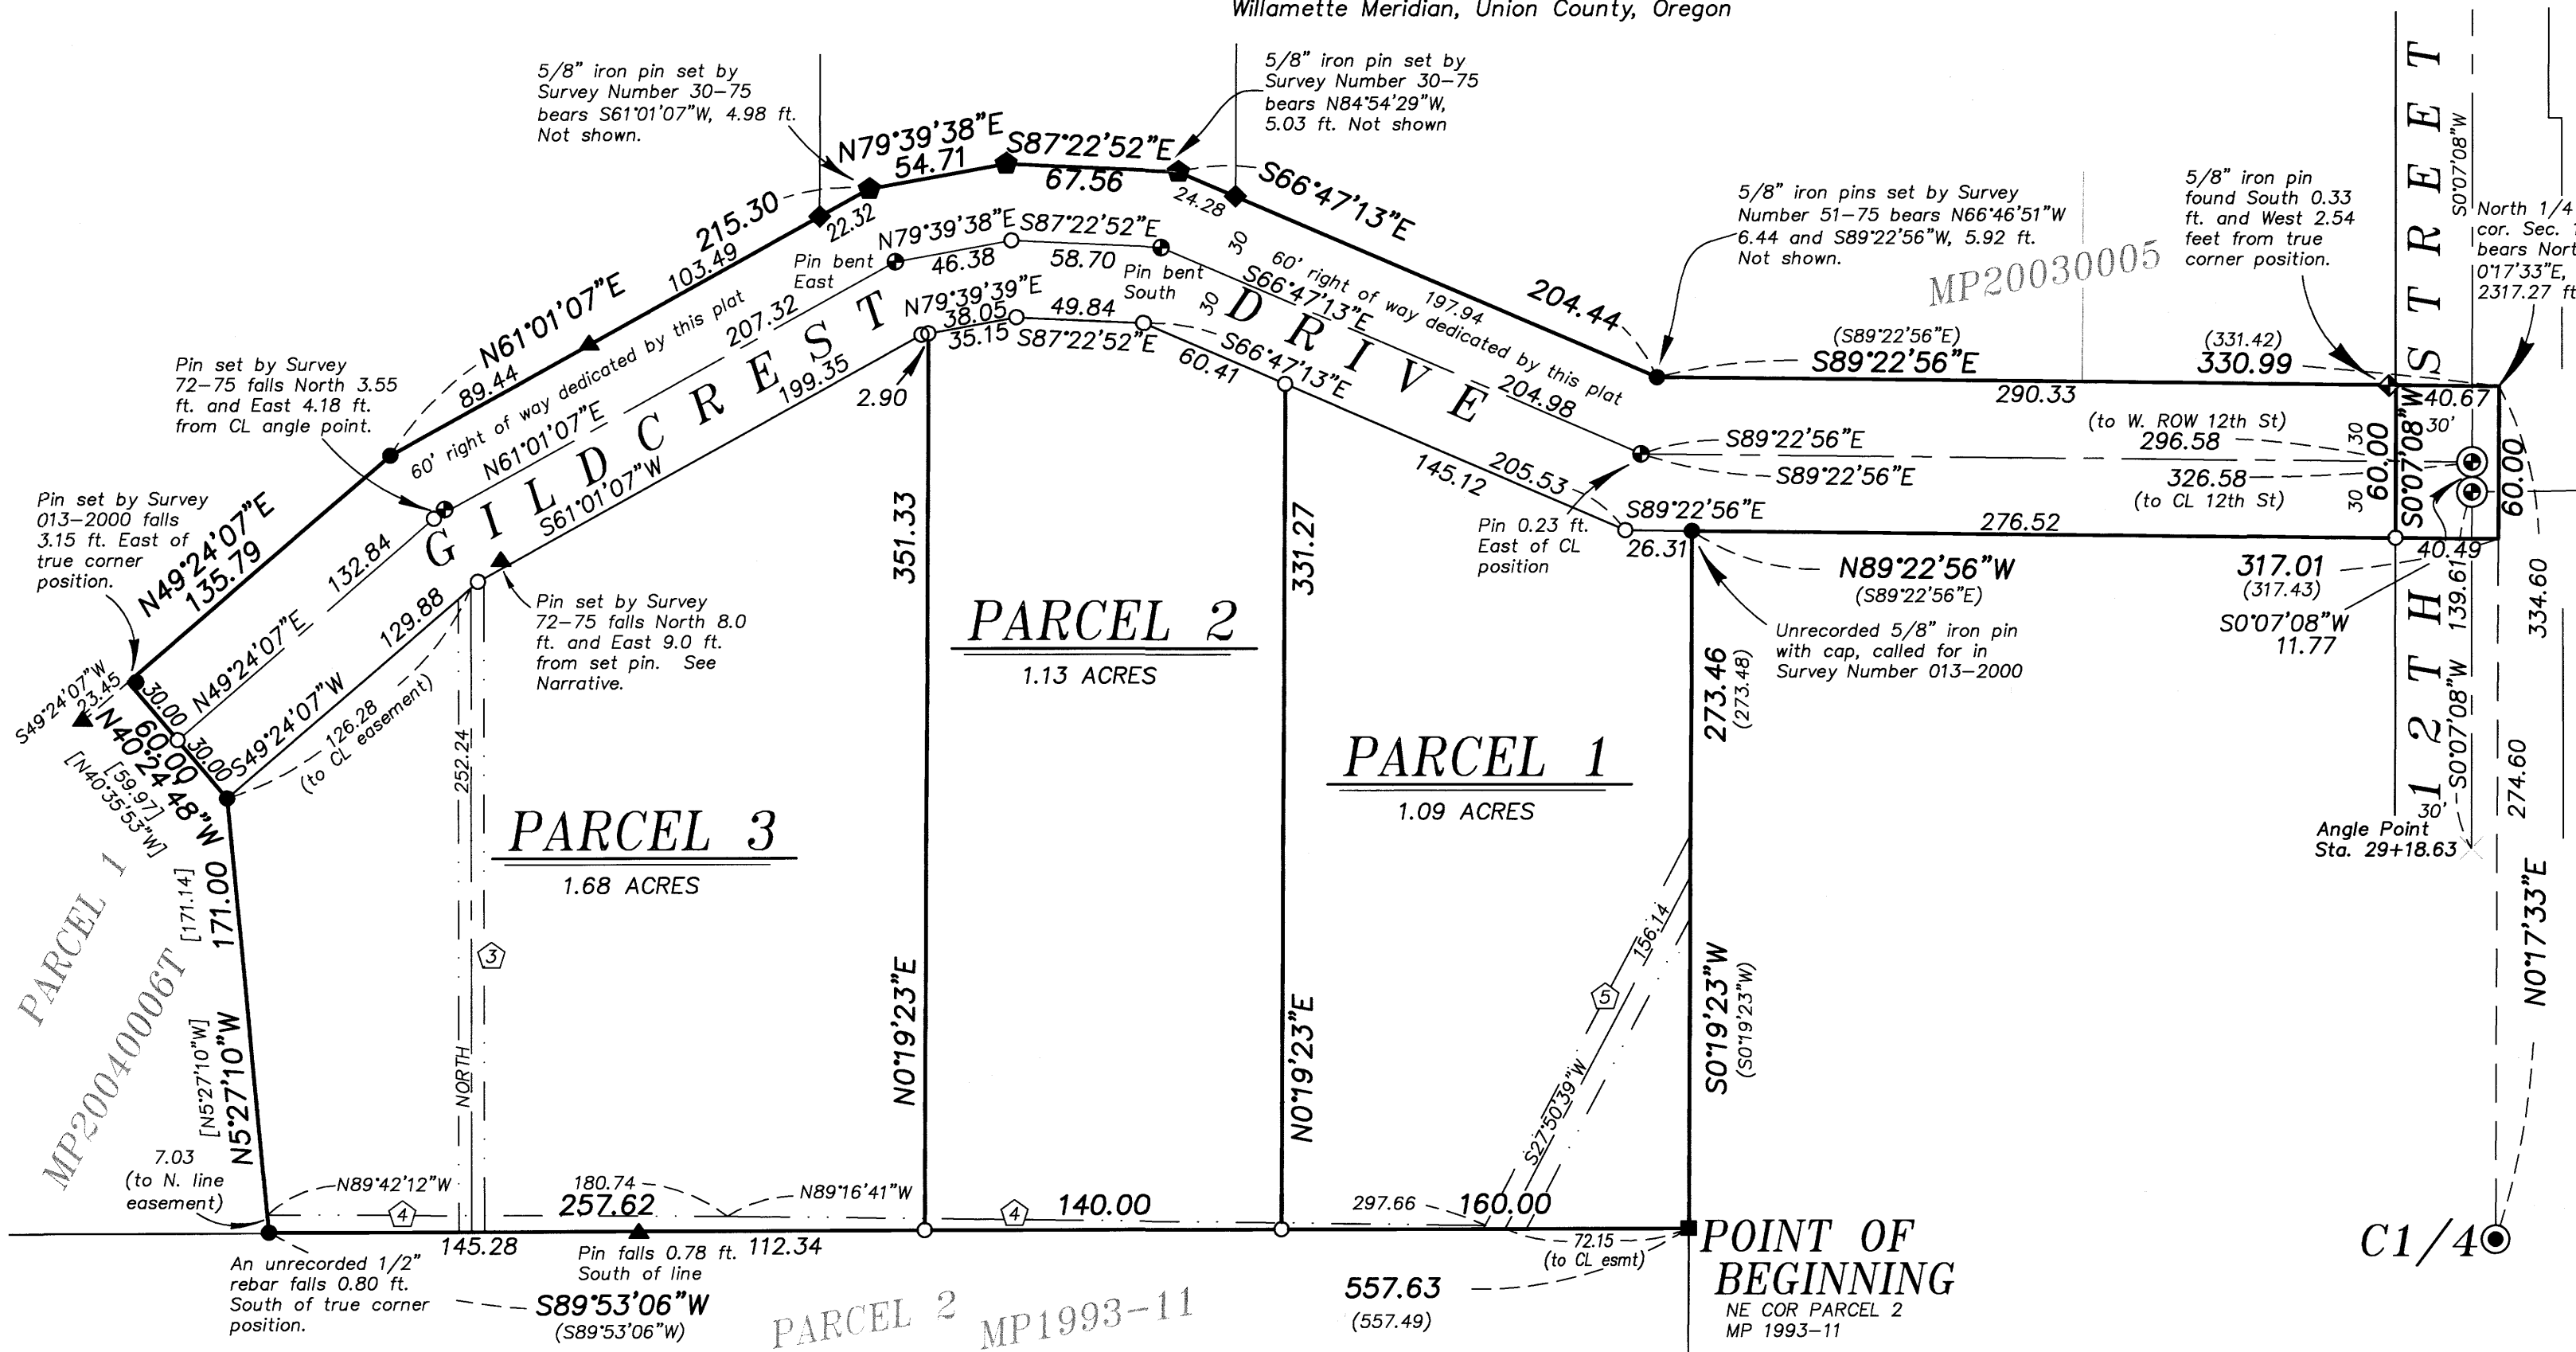 Willamette Meridian, Union County, Oregon
5/8" iron pin set by
Survey Number 30-75
bears S61°01'07"W, 4.98 ft.
Not shown.
5/8" iron pin set by
Survey Number 30-75
bears N84°54'29"W,
5.03 ft. Not shown
N79°39'38"E
54.71
S87°22'52"E
67.56
24.28
S66°47'13"E
204.44
197.94
5/8" iron pins set by Survey
Number 51-75 bears N66°46'51"W
6.44 and S89°22'56"W, 5.92 ft.
Not shown.
MP20030005
5/8" iron pin
found South 0.33
ft. and West 2.54
feet from true
corner position.
S0°07'08"W
North 1/4
cor. Sec.
bears Nor
0°17'33"E,
2317.27 ft
12TH STREET
215.30
103.49
22.32
N61°01'07"E
89.44
60' right of way dedicated by this plat
207.32
N61°01'07"E
Pin bent
East
N79°39'38"E
46.38
S87°22'52"E
58.70
Pin bent
South
30
30
60' right of way dedicated by this plat
S66°47'13"E
204.98
GILDCREST DRIVE
N79°39'39"E
38.05
35.15
2.90
49.84
S87°22'52"E
S66°47'13"E
60.41
145.12
205.53
199.35
S61°01'07"W
(S89°22'56"E)
S89°22'56"E
(331.42)
330.99
290.33
40.67
30'
(to W. ROW 12th St)
296.58
326.58
(to CL 12th St)
S89°22'56"E
S89°22'56"E
30
30
60.00
S0°07'08"W
60.00
Pin 0.23 ft.
East of CL
position
S89°22'56"E
26.31
276.52
40.49
N89°22'56"W
(S89°22'56"E)
317.01
(317.43)
S0°07'08"W
11.77
139.61
S0°07'08"W
334.60
274.60
30'
Angle Point
Sta. 29+18.63
N0°17'33"E
Unrecorded 5/8" iron pin
with cap, called for in
Survey Number 013-2000
Pin set by Survey
72-75 falls North 3.55
ft. and East 4.18 ft.
from CL angle point.
Pin set by Survey
013-2000 falls
3.15 ft. East of
true corner
position.
N49°24'07"E
135.79
132.84
N49°24'07"E
129.88
S49°24'07"W
126.28
(to CL easement)
Pin set by Survey
72-75 falls North 8.0
ft. and East 9.0 ft.
from set pin. See
Narrative.
S49°24'07"W
23.45
30.00
30.00
60.00
N40°24'48"W
[59.97]
[N40°35'53"W]
171.00
[171.14]
N5°27'10"W
[N5°27'10"W]
PARCEL 1
MP20040006T
252.24
NORTH
3
PARCEL 3
1.68 ACRES
351.33
N0°19'23"E
PARCEL 2
1.13 ACRES
331.27
N0°19'23"E
PARCEL 1
1.09 ACRES
273.46
(273.48)
S0°19'23"W
(S0°19'23"W)
156.14
5
S27°50'39"W
7.03
(to N. line
easement)
N89°42'12"W
4
180.74
257.62
N89°16'41"W
4
140.00
297.66
160.00
145.28
Pin falls 0.78 ft.
South of line
112.34
72.15
(to CL esmt)
An unrecorded 1/2"
rebar falls 0.80 ft.
South of true corner
position.
S89°53'06"W
(S89°53'06"W)
PARCEL 2
MP1993-11
557.63
(557.49)
POINT OF
BEGINNING
NE COR PARCEL 2
MP 1993-11
C1/4